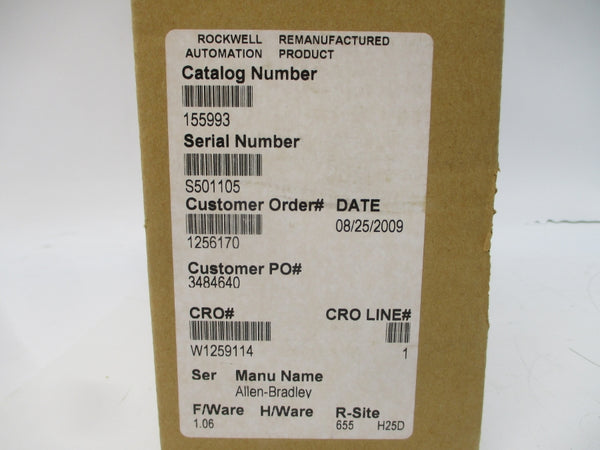 ROCKWELL REMANUFACTURED
AUTOMATION PRODUCT
Catalog Number
155993
Serial Number
S501105
Customer Order# DATE
1256170 08/25/2009
Customer PO#
3484640
CRO# CRO LINE#
W1259114 1
Ser Manu Name
Allen-Bradley
F/Ware H/Ware R-Site
1.06 655 H25D